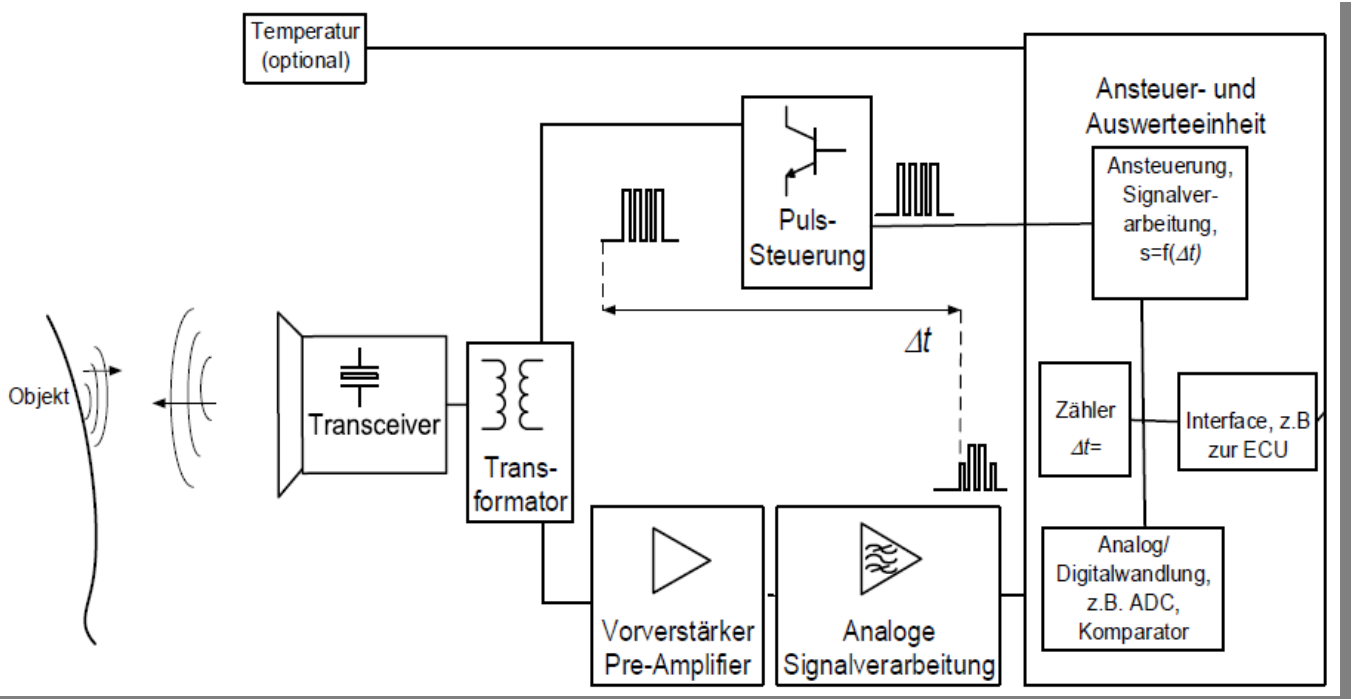 Temperatur
(optional)
Ansteuer- und
Auswerteeinheit
Ansteuerung,
Signalver-
arbeitung,
s=f(Δt)
Puls-
Steuerung
Δt
Objekt
Transceiver
Trans-
formator
Zähler
Δt=
Interface, z.B
zur ECU
Vorverstärker
Pre-Amplifier
Analoge
Signalverarbeitung
Analog/
Digitalwandlung,
z.B. ADC,
Komparator